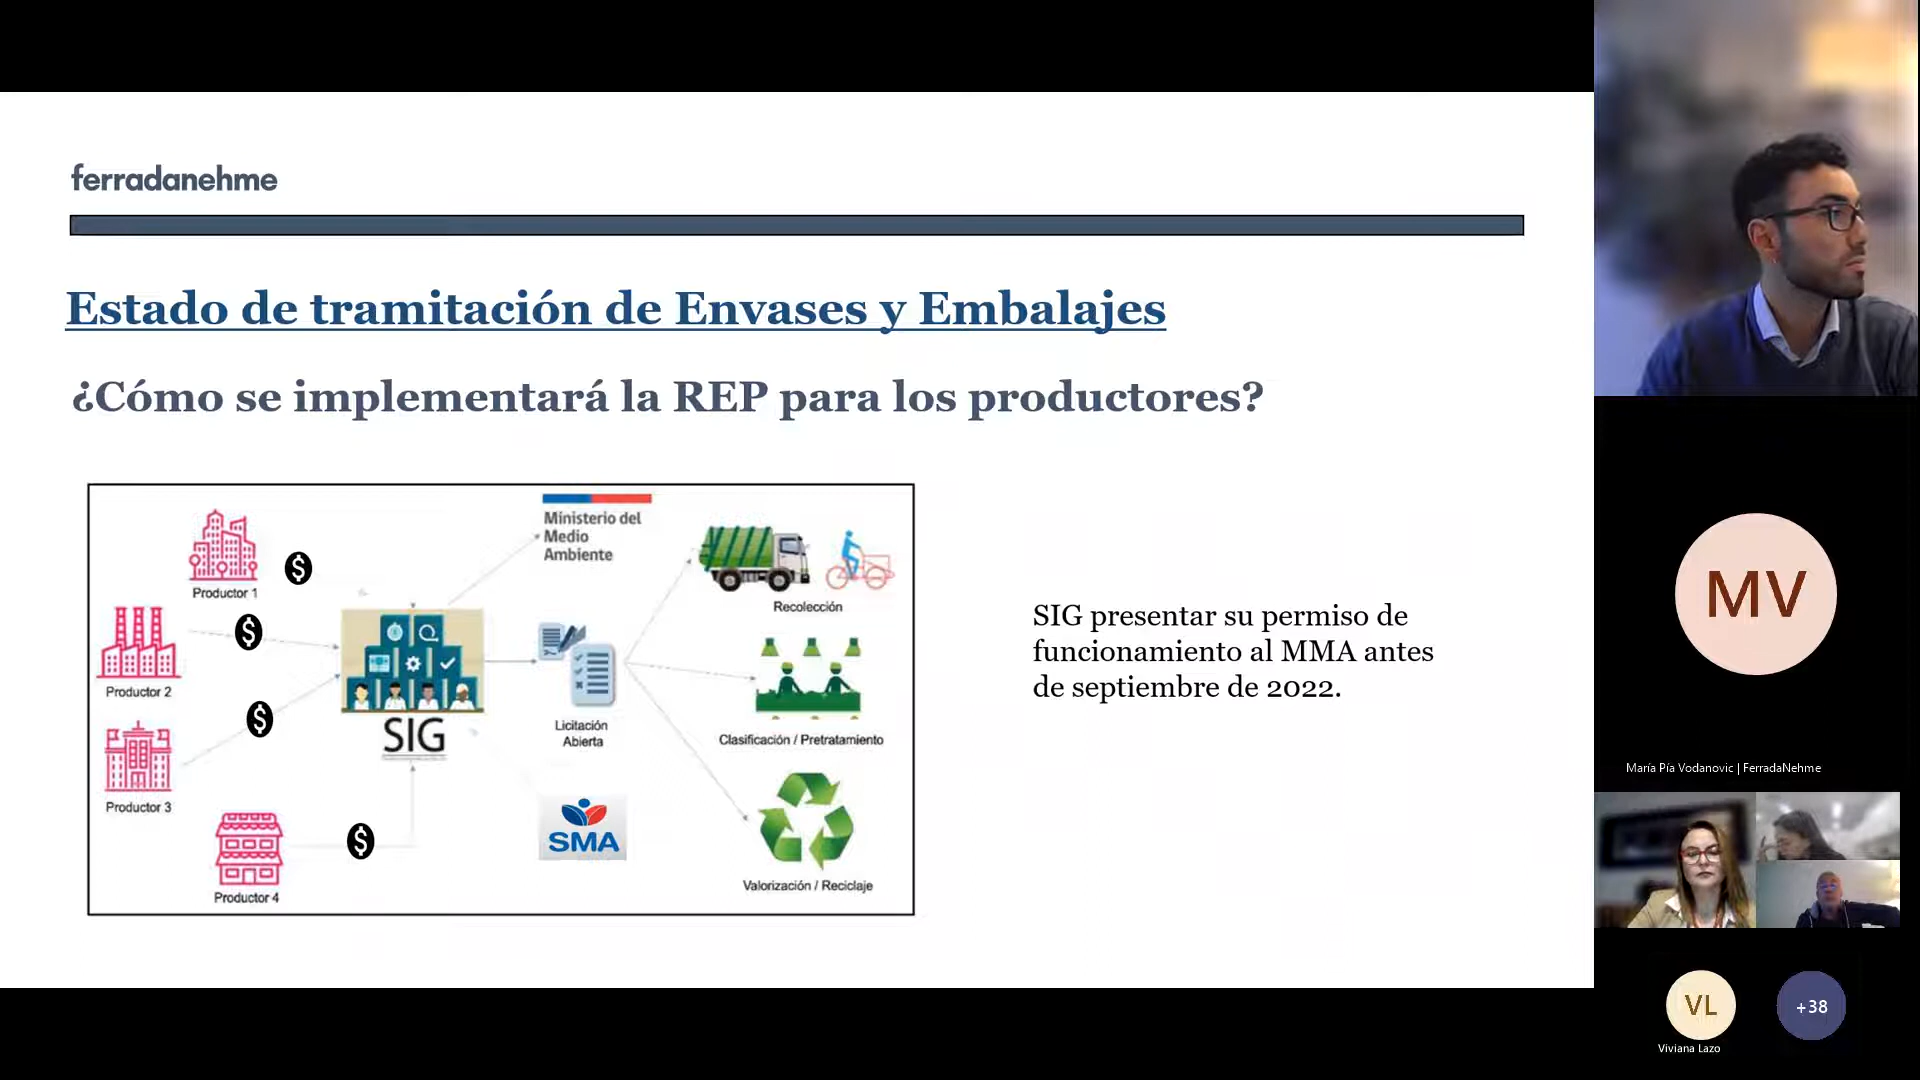 ferradanehme
Estado de tramitación de Envases y Embalajes
¿Cómo se implementará la REP para los productores?
Productor 1
$
Productor 2
$
Productor 3
$
Productor 4
$
SIG
Ministerio del
Medio
Ambiente
Licitación
Abierta
SMA
Recolección
Clasificación / Pretratamiento
Valorización / Reciclaje
SIG presentar su permiso de
funcionamiento al MMA antes
de septiembre de 2022.
MV
María Pía Vodanovic | FerradaNehme
VL
Viviana Lazo
+38